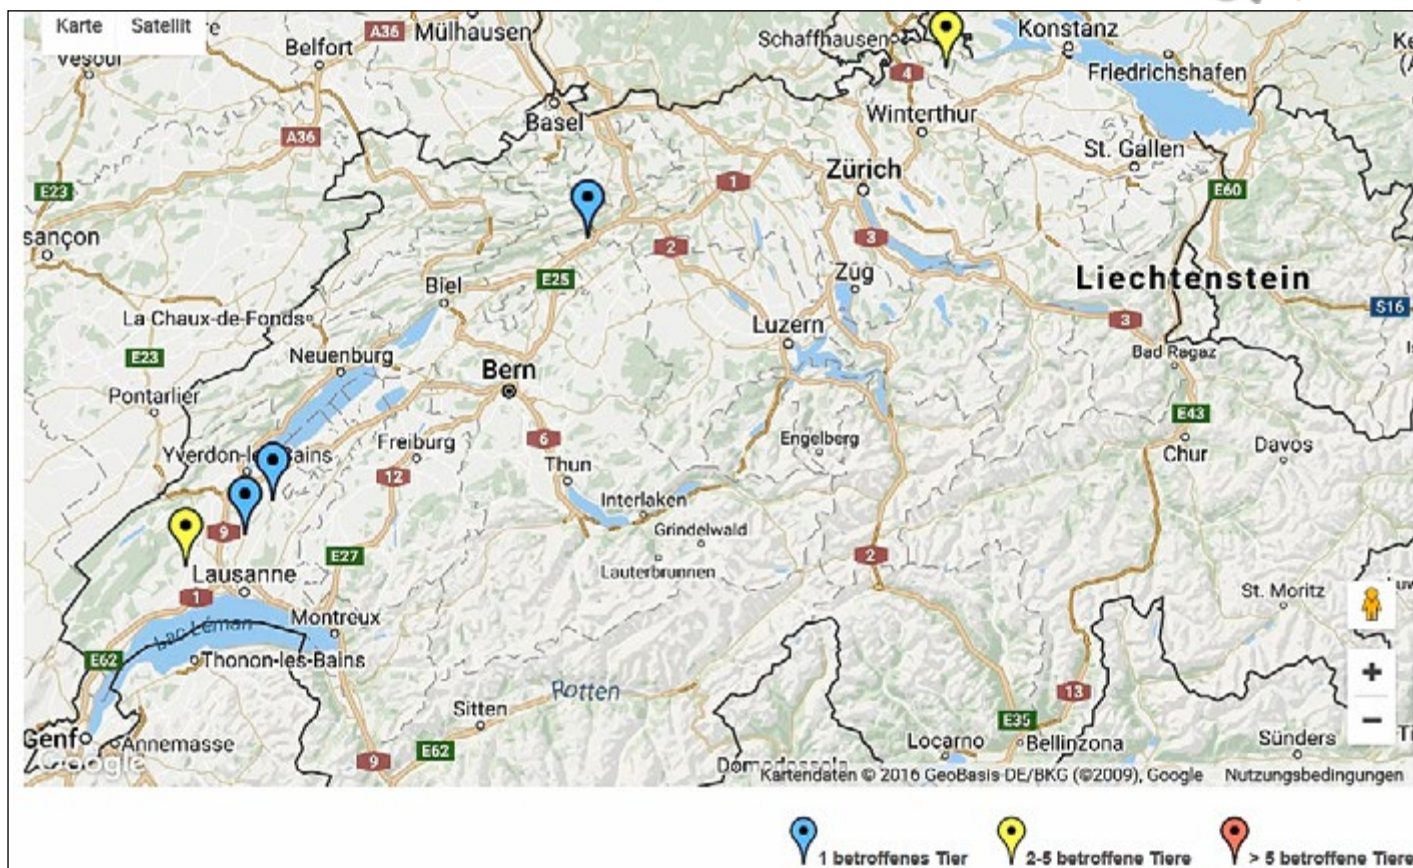 Karte Satellit re
Vesoul
Belfort
A36
Mülhausen
Schaffhausen
Konstanz
4
Friedrichshafen
Basel
Winterthur
A36
St. Gallen
E23
Zürich
1
E60
sançon
2
3
E25
Zug
Liechtenstein
Biel
S16
La Chaux-de-Fonds
Luzern
3
Neuenburg
E23
Bad Ragaz
Bern
Pontarlier
E43
6
Engelberg
Freiburg
Chur
Davos
Yverdon-les-Bains
Thun
12
Interlaken
9
Grindelwald
E27
2
Lausanne
Lauterbrunnen
1
St. Moritz
Montreux
Lac Léman
E62
Thonon-les-Bains
Rotten
13
+
Sitten
E35
−
Genf
Annemasse
E62
Locarno
Bellinzona
Sünders
9
Google
Domodossola
Kartendaten © 2016 GeoBasis-DE/BKG (©2009), Google Nutzungsbedingungen
1 betroffenes Tier 2-5 betroffene Tiere > 5 betroffene Tiere